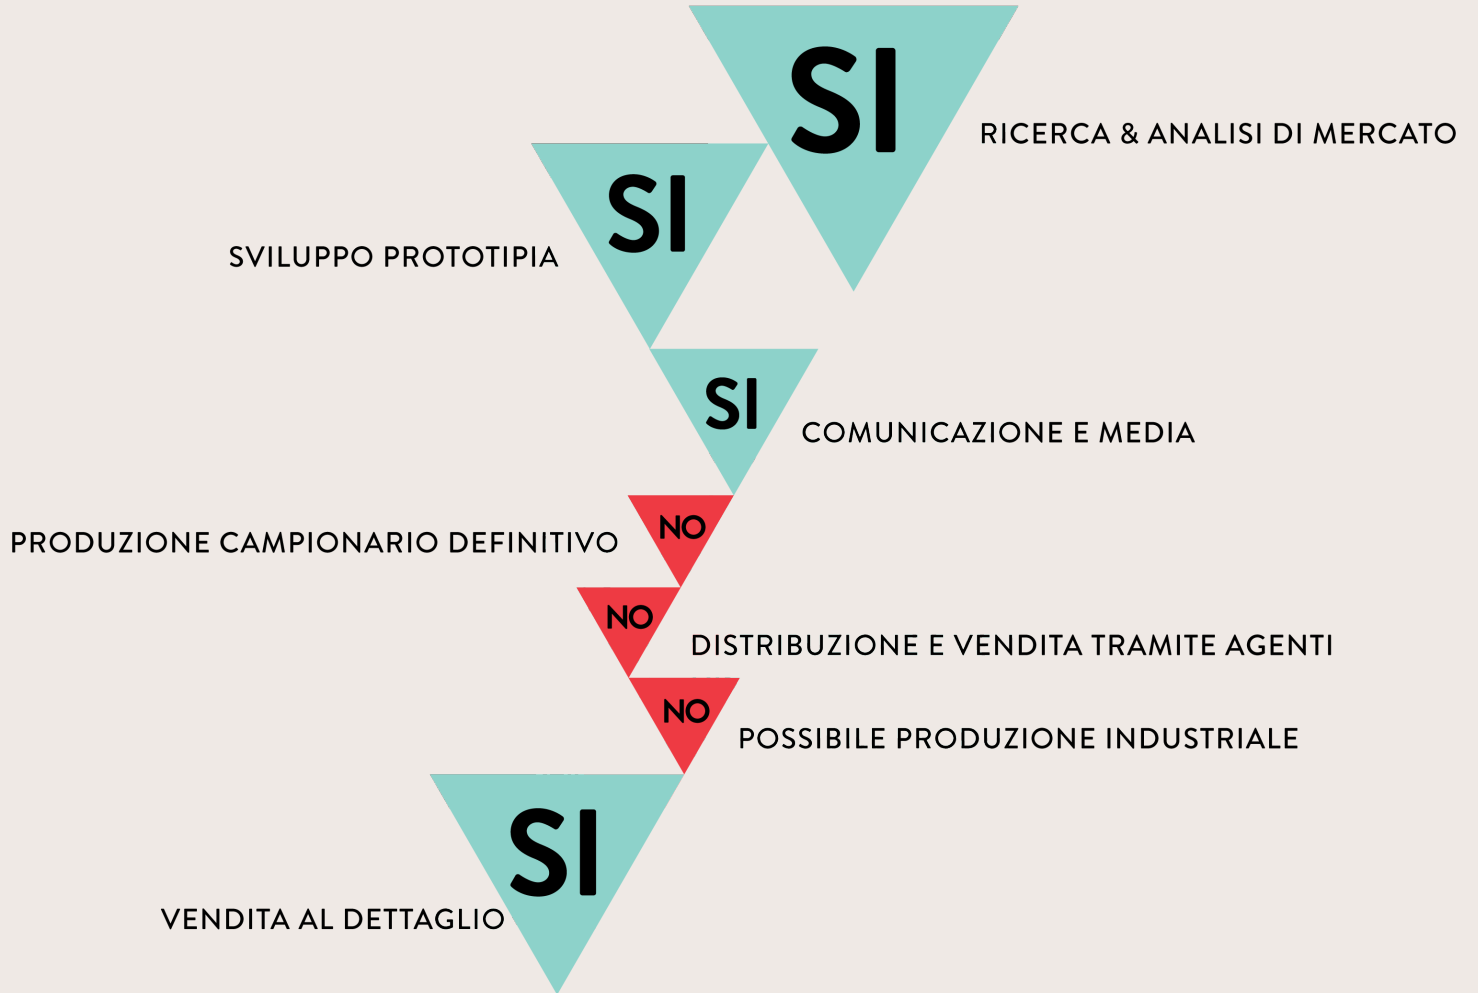 SI
RICERCA & ANALISI DI MERCATO
SI
SVILUPPO PROTOTIPIA
SI
COMUNICAZIONE E MEDIA
NO
PRODUZIONE CAMPIONARIO DEFINITIVO
NO
DISTRIBUZIONE E VENDITA TRAMITE AGENTI
NO
POSSIBILE PRODUZIONE INDUSTRIALE
SI
VENDITA AL DETTAGLIO